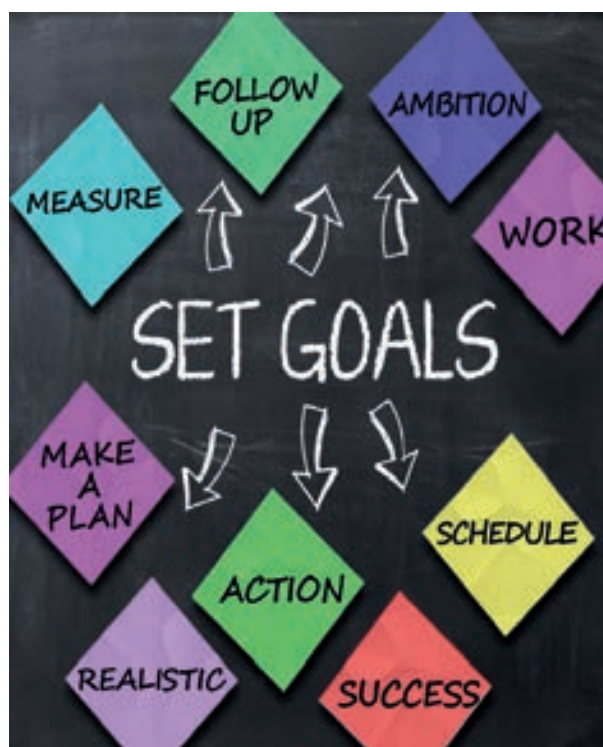 FOLLOW
UP
AMBITION
MEASURE
WORK
SET GOALS
MAKE
A
PLAN
SCHEDULE
ACTION
REALISTIC
SUCCESS